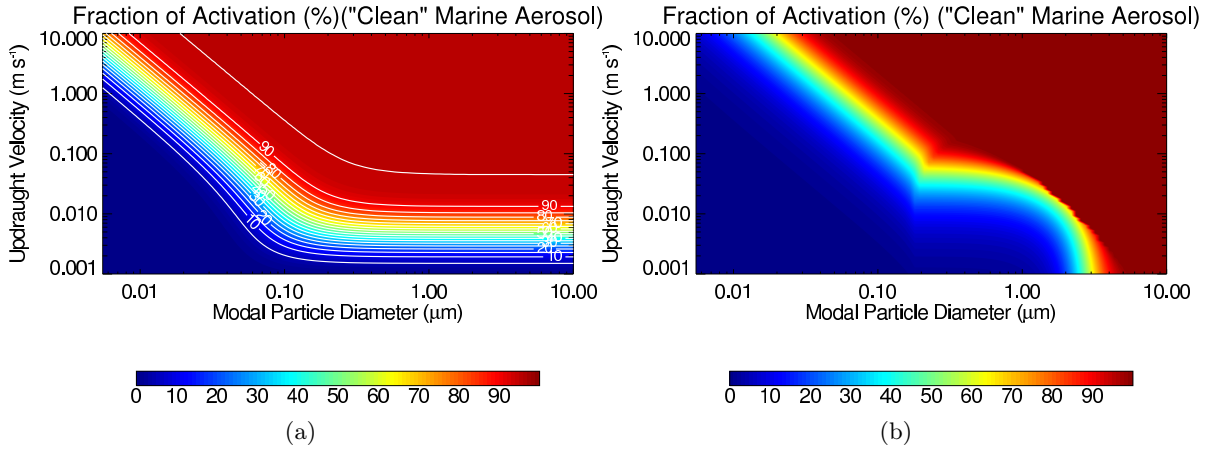 Fraction of Activation (%)("Clean" Marine Aerosol)
Updraught Velocity (m s⁻¹)
10.000
1.000
0.100
0.010
0.001
90
80
90
80
20
10
20
10
0.01 0.10 1.00 10.00
Modal Particle Diameter (μm)
0 10 20 30 40 50 60 70 80 90
(a)
Fraction of Activation (%) ("Clean" Marine Aerosol)
Updraught Velocity (m s⁻¹)
10.000
1.000
0.100
0.010
0.001
0.01 0.10 1.00 10.00
Modal Particle Diameter (μm)
0 10 20 30 40 50 60 70 80 90
(b)